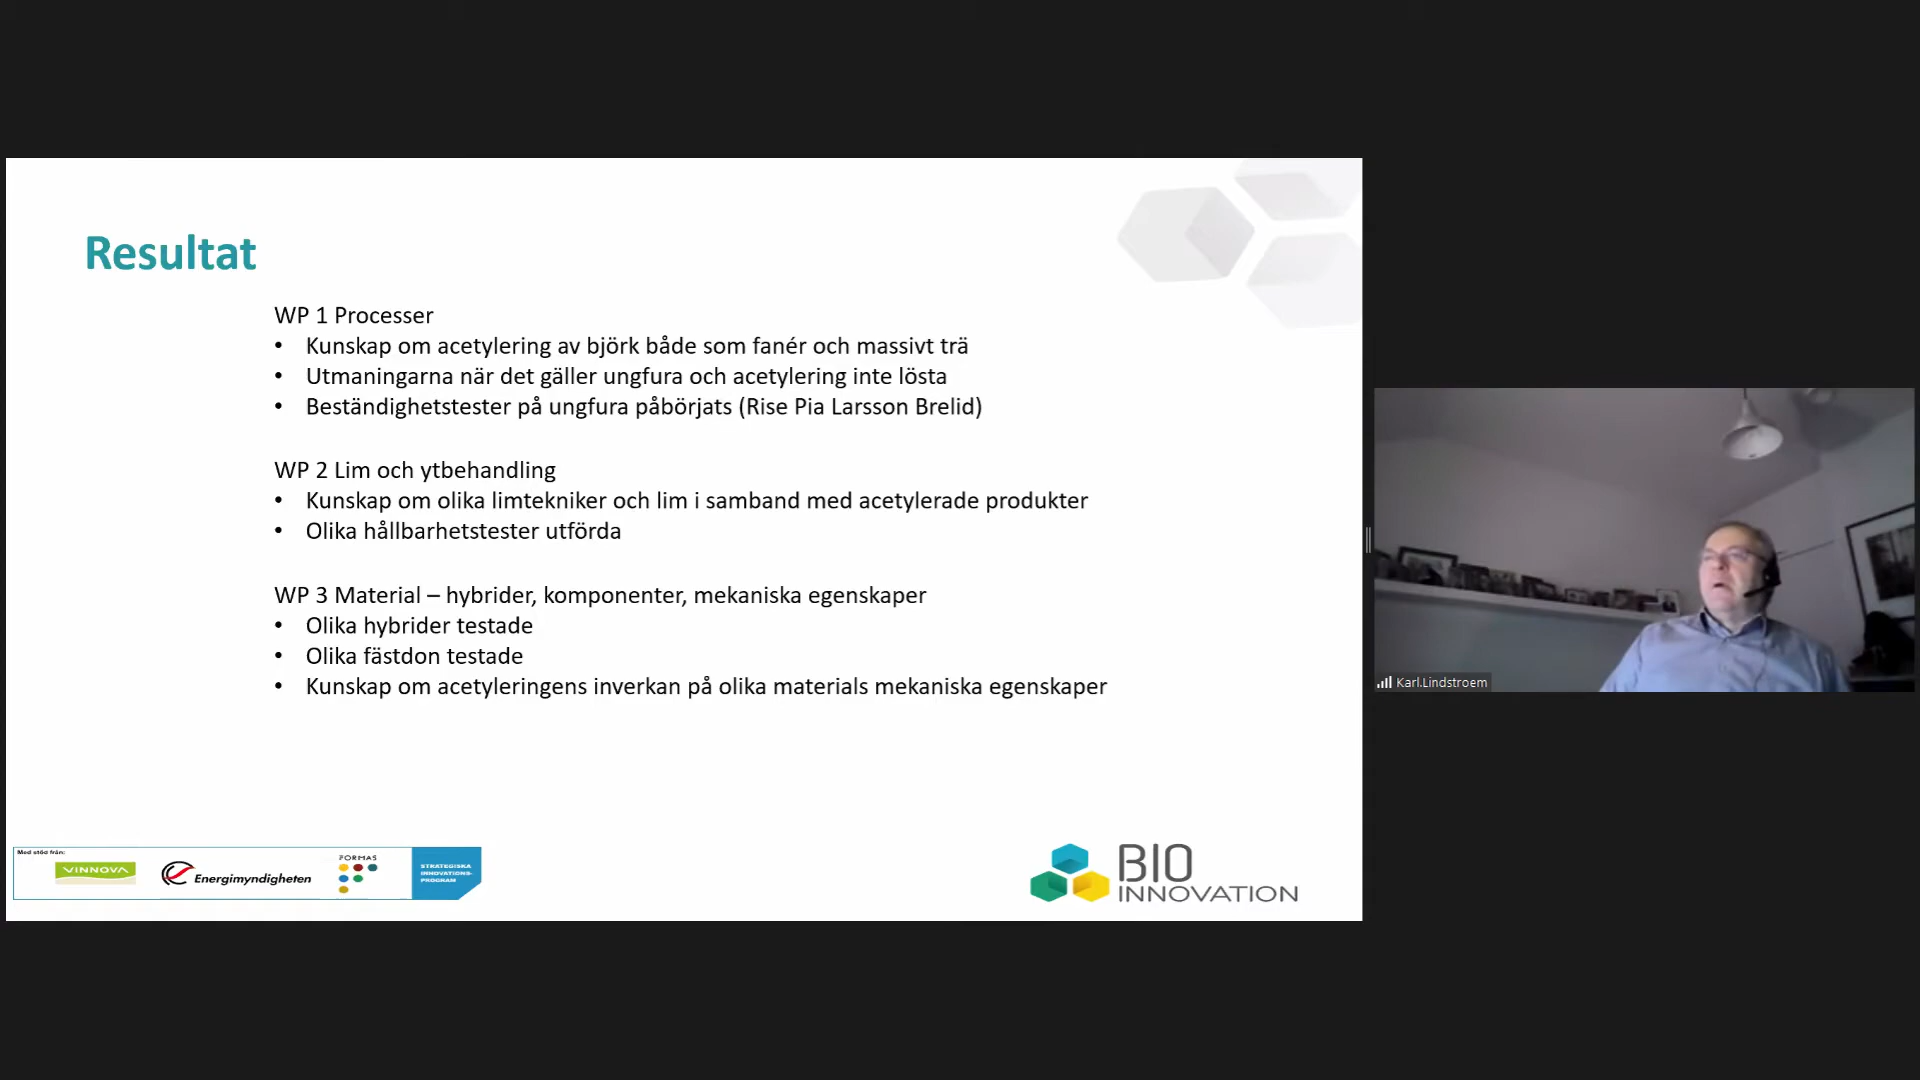 Resultat
WP 1 Processer
• Kunskap om acetylering av björk både som fanér och massivt trä
• Utmaningarna när det gäller ungfura och acetylering inte lösta
• Beständighetstester på ungfura påbörjats (Rise Pia Larsson Brelid)
WP 2 Lim och ytbehandling
• Kunskap om olika limtekniker och lim i samband med acetylerade produkter
• Olika hållbarhetstester utförda
WP 3 Material – hybrider, komponenter, mekaniska egenskaper
• Olika hybrider testade
• Olika fästdon testade
• Kunskap om acetyleringens inverkan på olika materials mekaniska egenskaper
Med stöd från:
VINNOVA
Energimyndigheten
FORMAS
STRATEGISKA
INNOVATIONS-
PROGRAM
BIO
INNOVATION
Karl.Lindstroem